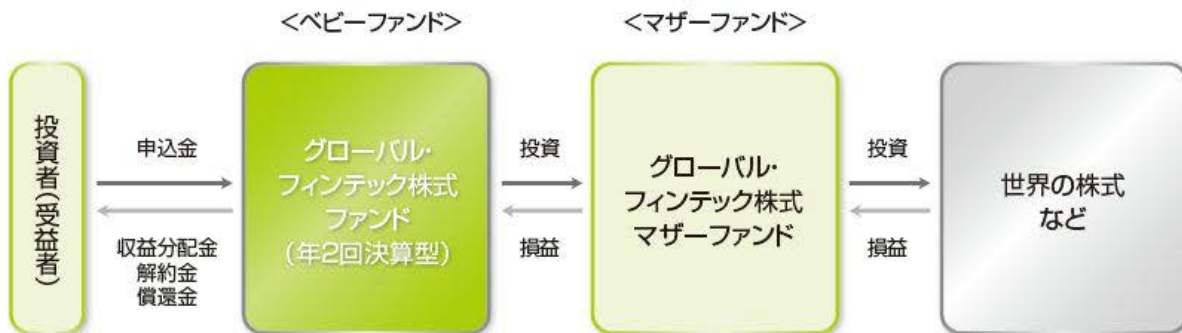 <ベビーファンド>
<マザーファンド>
投資者(受益者)
申込金
収益分配金
解約金
償還金
グローバル・
フィンテック株式
ファンド
(年2回決算型)
投資
損益
グローバル・
フィンテック株式
マザーファンド
投資
損益
世界の株式
など